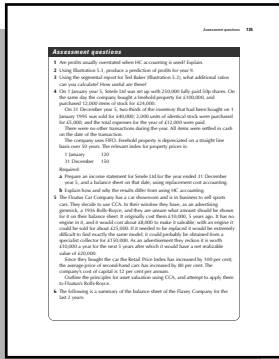 Assessment questions 135
Assessment questions
1 Are profits usually overstated when HC accounting is used? Explain.
2 Using Illustration 5.3, produce a prediction of profits for year 9.
3 Using the segmental report for Ted Baker (Illustration 5.2), what additional ratios
can you calculate? How useful are these?
4 On 1 January year 5, Smele Ltd was set up with 250,000 fully paid 50p shares. On
the same day the company bought a freehold property for £100,000, and
purchased 12,000 items of stock for £24,000.
On 31 December year 5, two-thirds of the inventory that had been bought on 1
January 1995 was sold for £40,000; 2,000 units of identical stock were purchased
for £5,000; and the total expenses for the year of £12,000 were paid.
There were no other transactions during the year. All items were settled in cash
on the date of the transaction.
The company uses FIFO. Freehold property is depreciated on a straight line
basis over 50 years. The relevant index for property prices is:
1 January 120
31 December 150
Required:
a Prepare an income statement for Smele Ltd for the year ended 31 December
year 5, and a balance sheet on that date, using replacement cost accounting.
b Explain how and why the results differ from using HC accounting.
5 The Floatur Car Company has a car showroom and is in business to sell sports
cars. They decide to use CCA. In their window they have, as an advertising
gimmick, a 1936 Rolls-Royce, and they are unsure what amount should be shown
for it on their balance sheet. It originally cost them £10,000, 5 years ago. It has no
engine in it, and it would cost about £8,000 to make it saleable, with an engine it
could be sold for about £25,000. If it needed to be replaced it would be extremely
difficult to find exactly the same model; it could probably be obtained from a
specialist collector for £150,000. As an advertisement they reckon it is worth
£10,000 a year for the next 5 years after which it would have a net realizable
value of £20,000.
Since they bought the car the Retail Price Index has increased by 100 per cent;
the average price of second-hand cars has increased by 80 per cent. The
company's cost of capital is 12 per cent per annum.
Outline the principles for asset valuation using CCA, and attempt to apply them
to Floatur's Rolls-Royce.
6 The following is a summary of the balance sheet of the Flaxey Company for the
last 2 years: